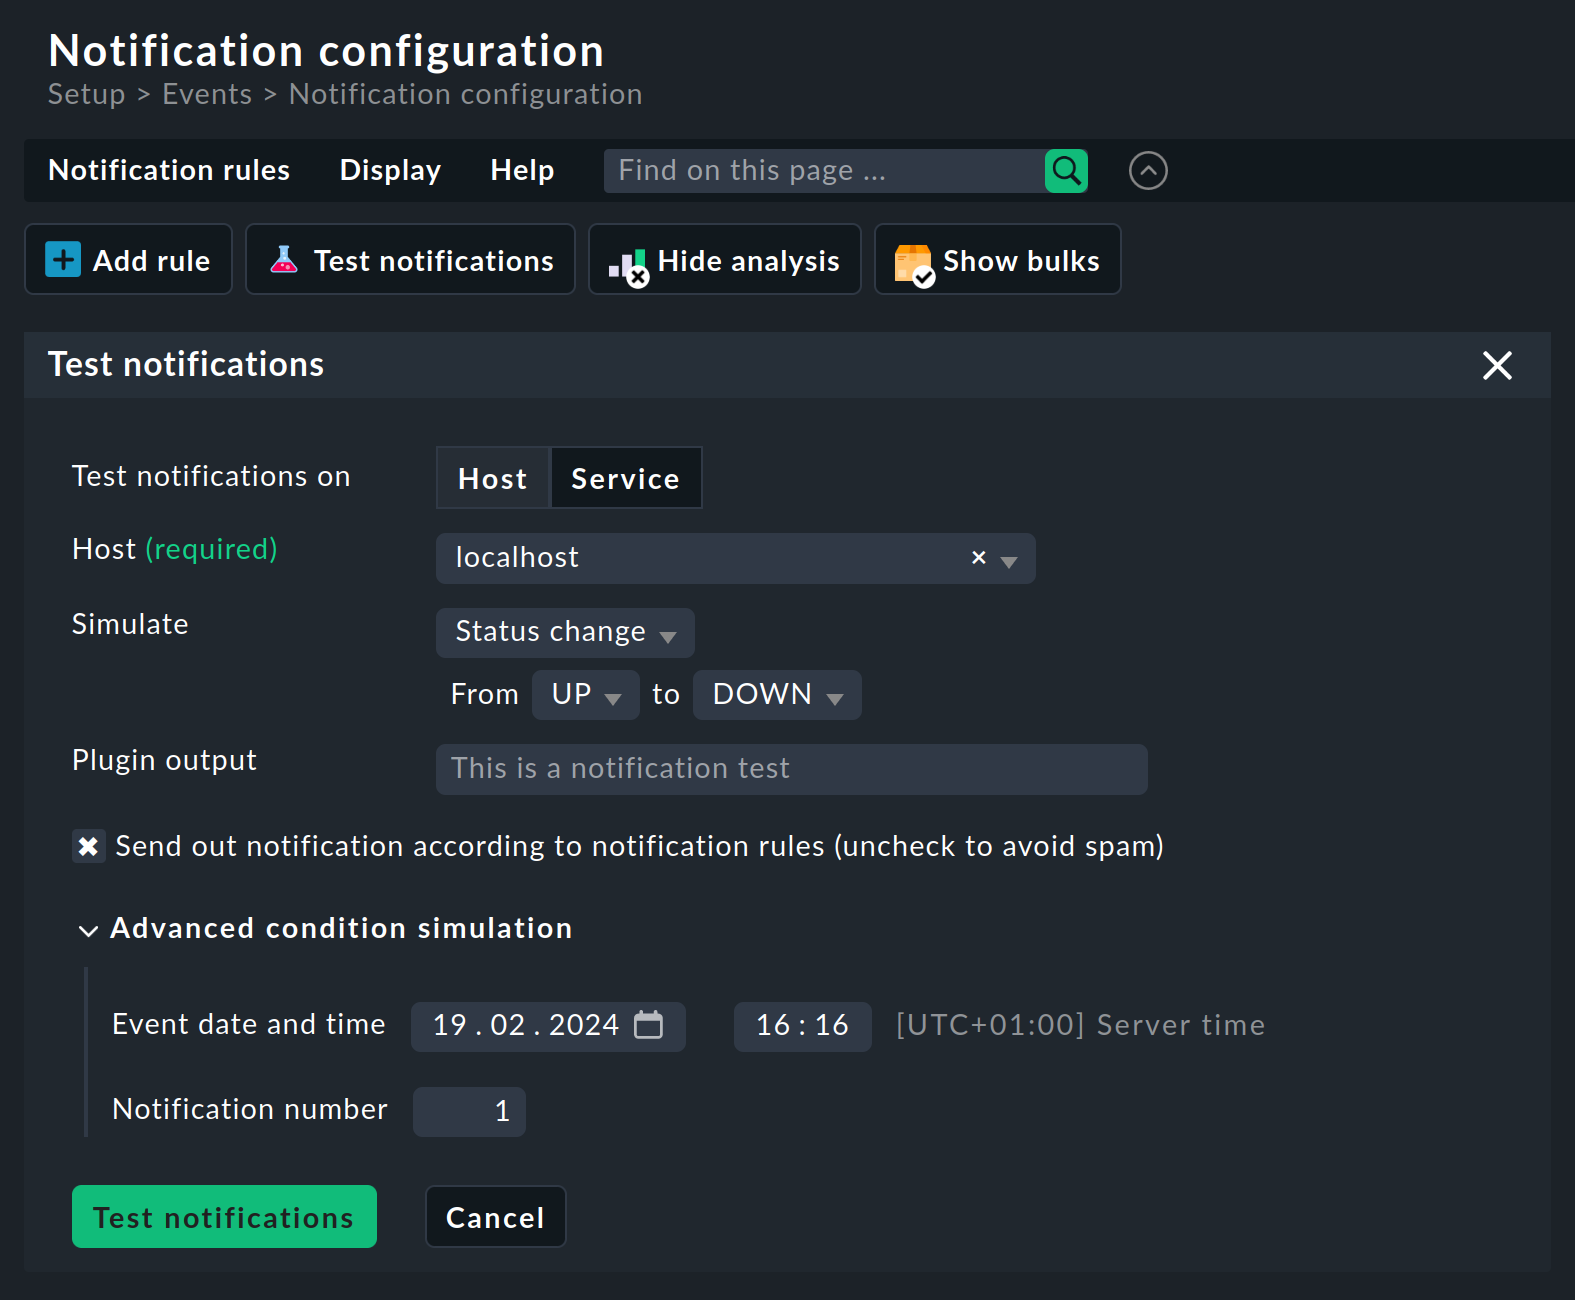 Notification configuration
Setup > Events > Notification configuration
Notification rules Display Help Find on this page ...
Add rule Test notifications Hide analysis Show bulks
Test notifications
Test notifications on Host Service
Host (required) localhost
Simulate Status change
From UP to DOWN
Plugin output This is a notification test
Send out notification according to notification rules (uncheck to avoid spam)
Advanced condition simulation
Event date and time 19.02.2024 16:16 [UTC+01:00] Server time
Notification number 1
Test notifications Cancel